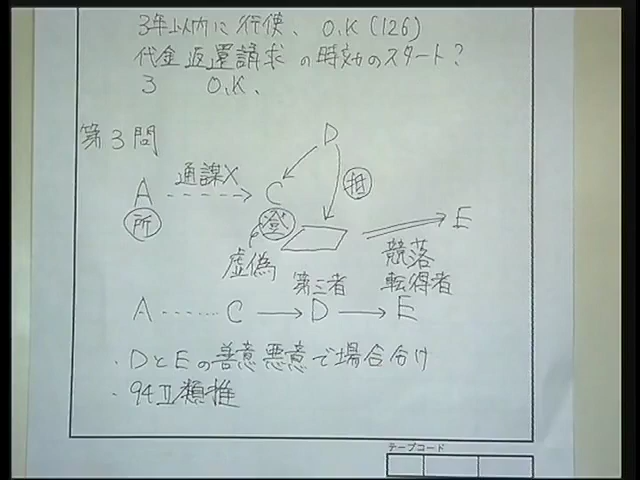 3年以内に行使、O.K(126)
代金返還請求の時効のスタート?
3 O.K.
第3問
D
A 通謀X C 抵
所 登 E
虚偽 競落
第三者 転得者
A C D E
・DとEの善意悪意で場合分け
・94Ⅱ類推
テープコード